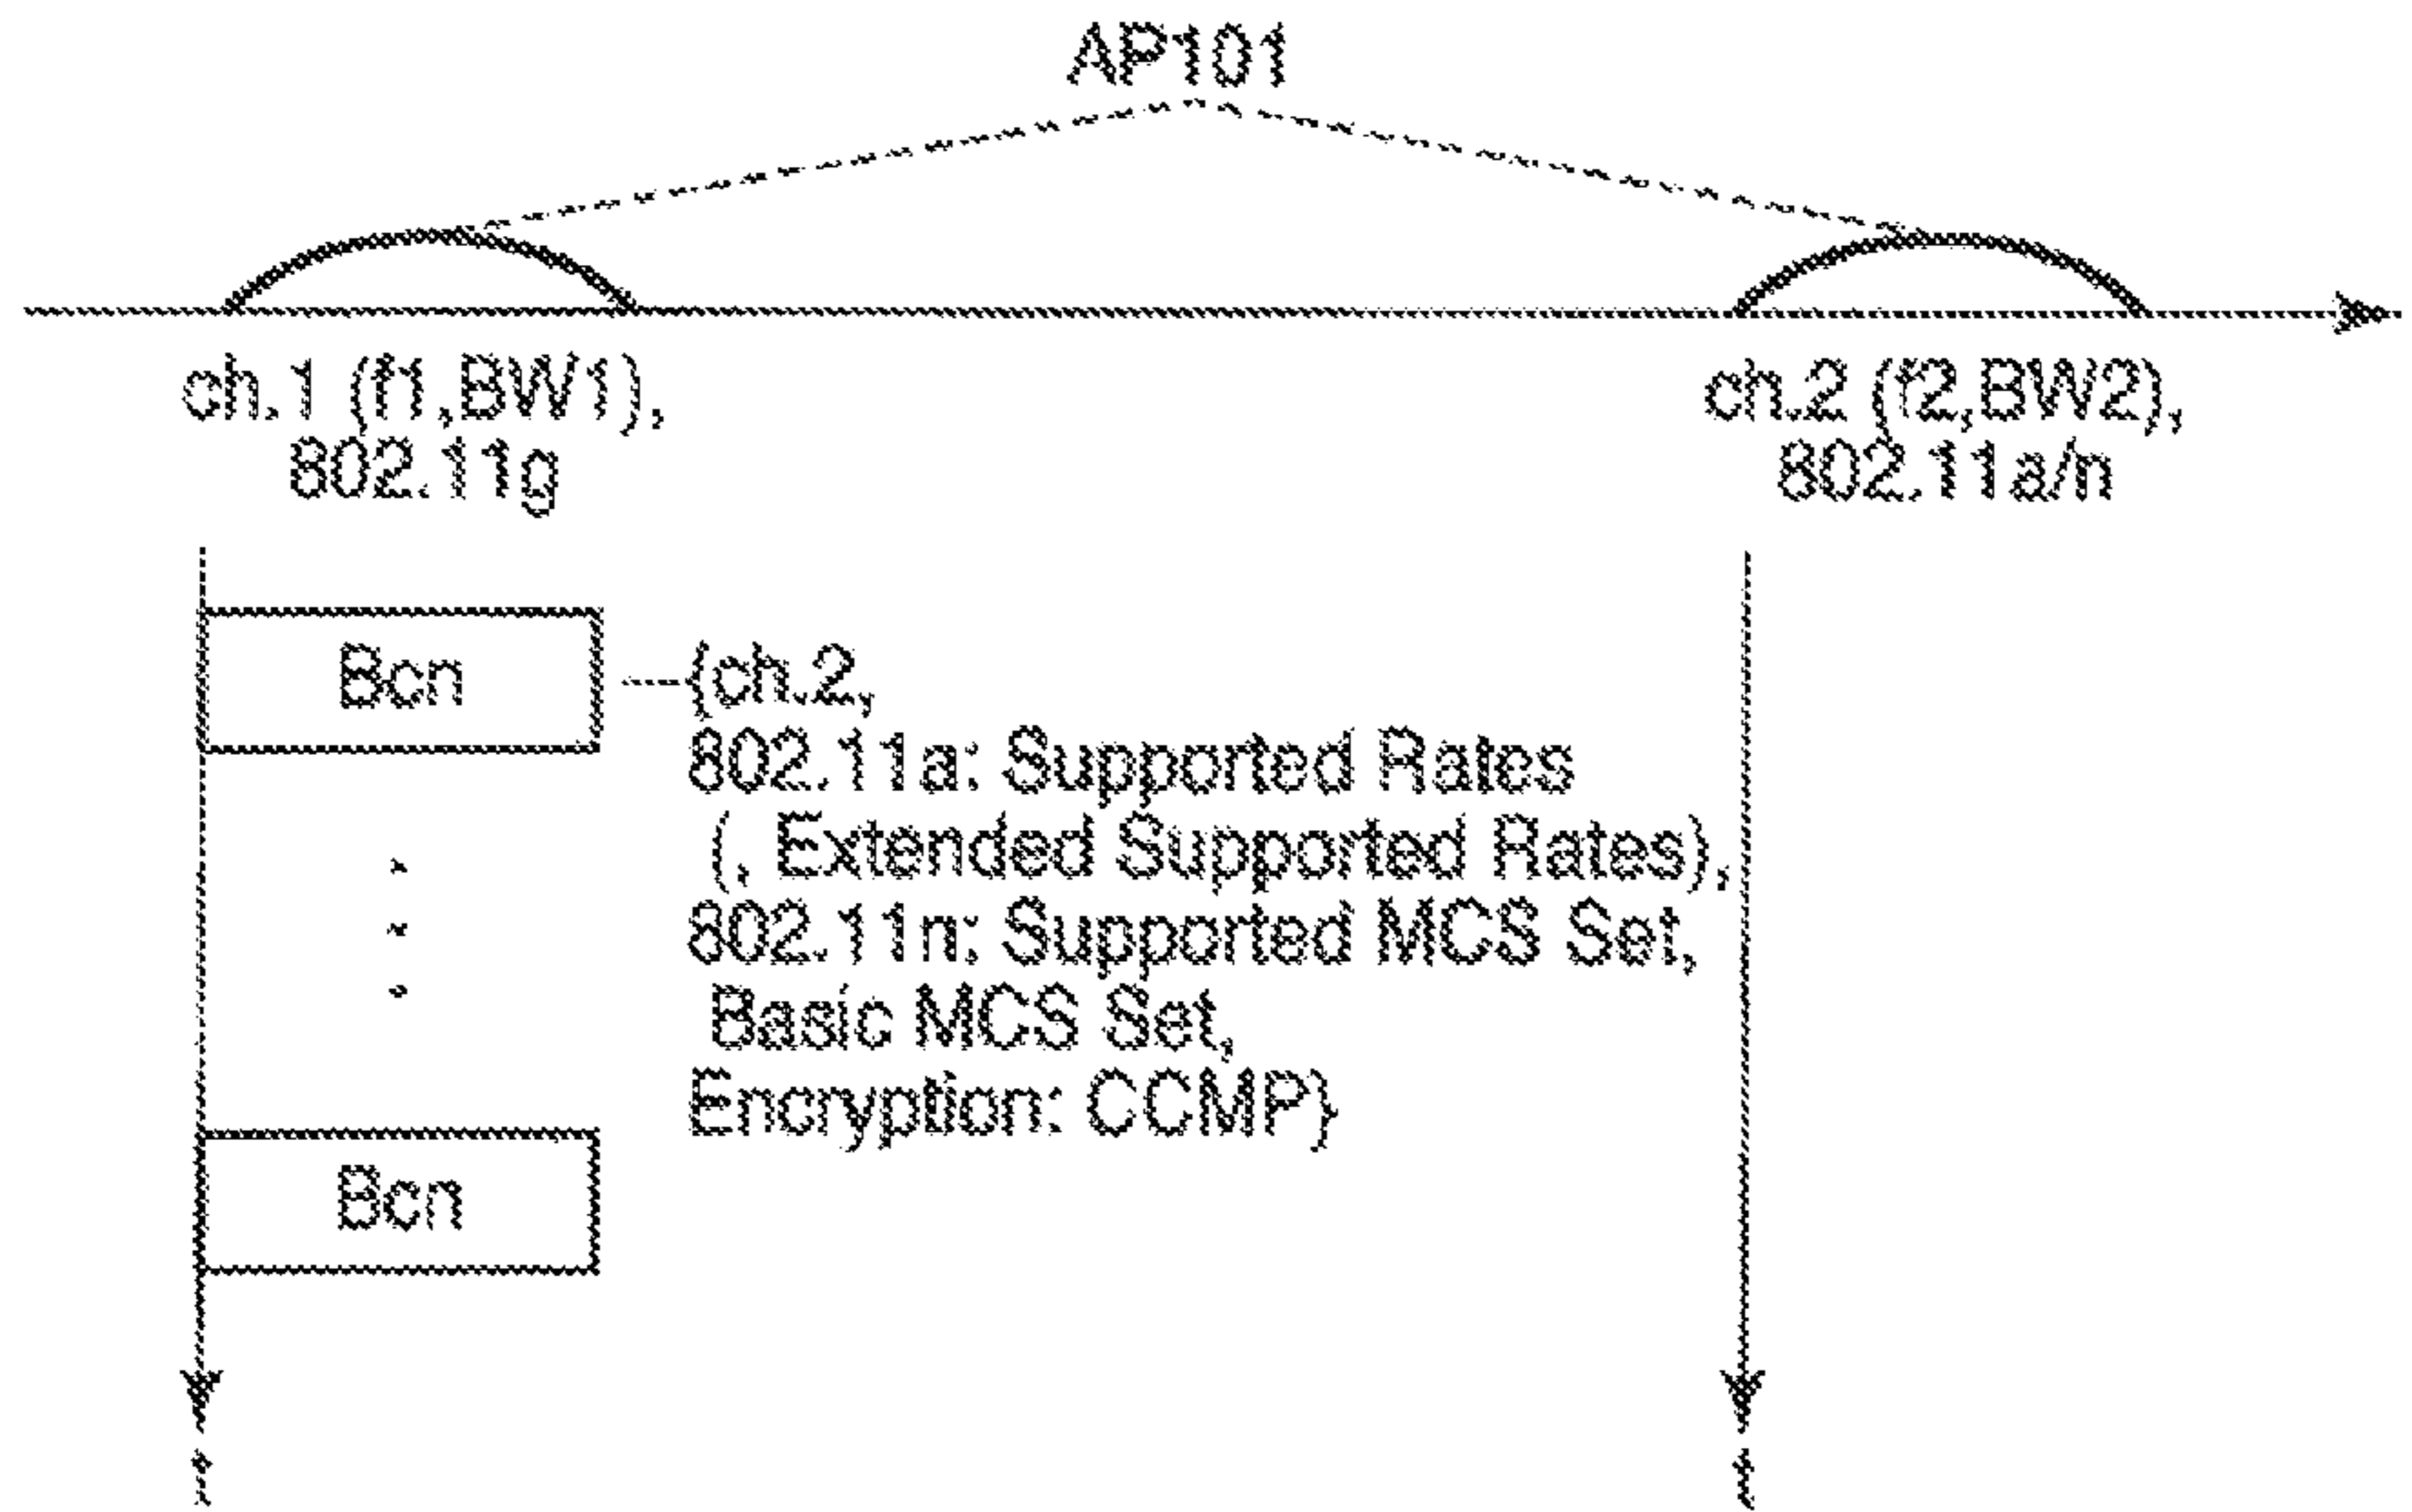 AP101
ch.1 (f1,BW1),
802.11g
ch.2 (f2,BW2),
802.11a/n
Bcn
{ch.2,
802.11a: Supported Rates
(, Extended Supported Rates),
802.11n: Supported MCS Set,
Basic MCS Set,
Encryption: CCMP}
Bcn
t
t